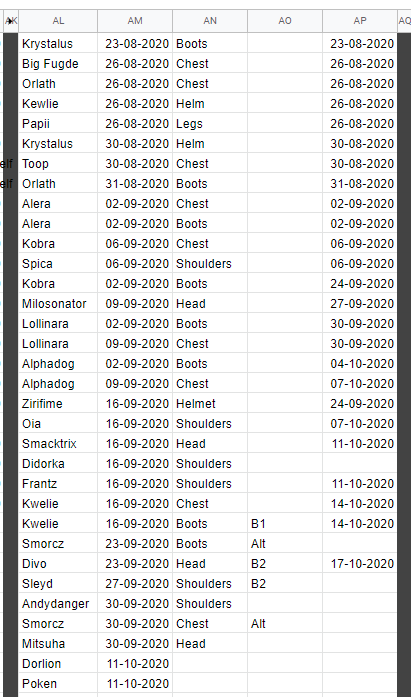 AK AL AM AN AO AP AQ
Krystalus 23-08-2020 Boots 23-08-2020
Big Fugde 26-08-2020 Chest 26-08-2020
Orlath 26-08-2020 Chest 26-08-2020
Kewlie 26-08-2020 Helm 26-08-2020
Papii 26-08-2020 Legs 26-08-2020
Krystalus 30-08-2020 Helm 30-08-2020
elf Toop 30-08-2020 Chest 30-08-2020
elf Orlath 31-08-2020 Boots 31-08-2020
Alera 02-09-2020 Chest 02-09-2020
Alera 02-09-2020 Boots 02-09-2020
Kobra 06-09-2020 Chest 06-09-2020
Spica 06-09-2020 Shoulders 06-09-2020
Kobra 02-09-2020 Boots 24-09-2020
Milosonator 09-09-2020 Head 27-09-2020
Lollinara 02-09-2020 Boots 30-09-2020
Lollinara 09-09-2020 Chest 30-09-2020
Alphadog 02-09-2020 Boots 04-10-2020
Alphadog 09-09-2020 Chest 07-10-2020
Zirifime 16-09-2020 Helmet 24-09-2020
Oia 16-09-2020 Shoulders 07-10-2020
Smacktrix 16-09-2020 Head 11-10-2020
Didorka 16-09-2020 Shoulders
Frantz 16-09-2020 Shoulders 11-10-2020
Kwelie 16-09-2020 Chest 14-10-2020
Kwelie 16-09-2020 Boots B1 14-10-2020
Smorcz 23-09-2020 Boots Alt
Divo 23-09-2020 Head B2 17-10-2020
Sleyd 27-09-2020 Shoulders B2
Andydanger 30-09-2020 Shoulders
Smorcz 30-09-2020 Chest Alt
Mitsuha 30-09-2020 Head
Dorlion 11-10-2020
Poken 11-10-2020